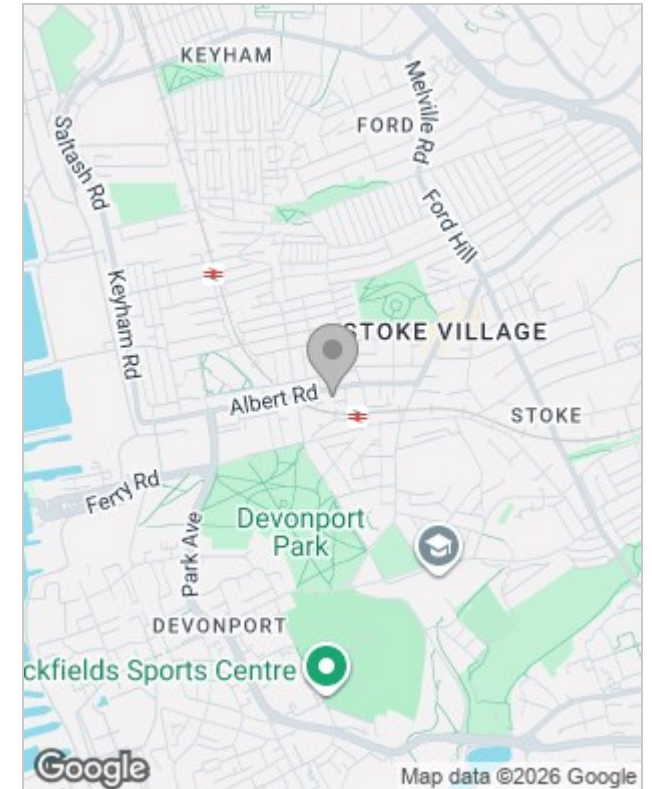 KEYHAM
Melville Rd
FORD
Saltash Rd
Ford Hill
Keyham Rd
STOKE VILLAGE
Albert Rd
STOKE
Ferry Rd
Devonport
Park
Park Ave
DEVONPORT
ckfields Sports Centre
Google
Map data ©2026 Google